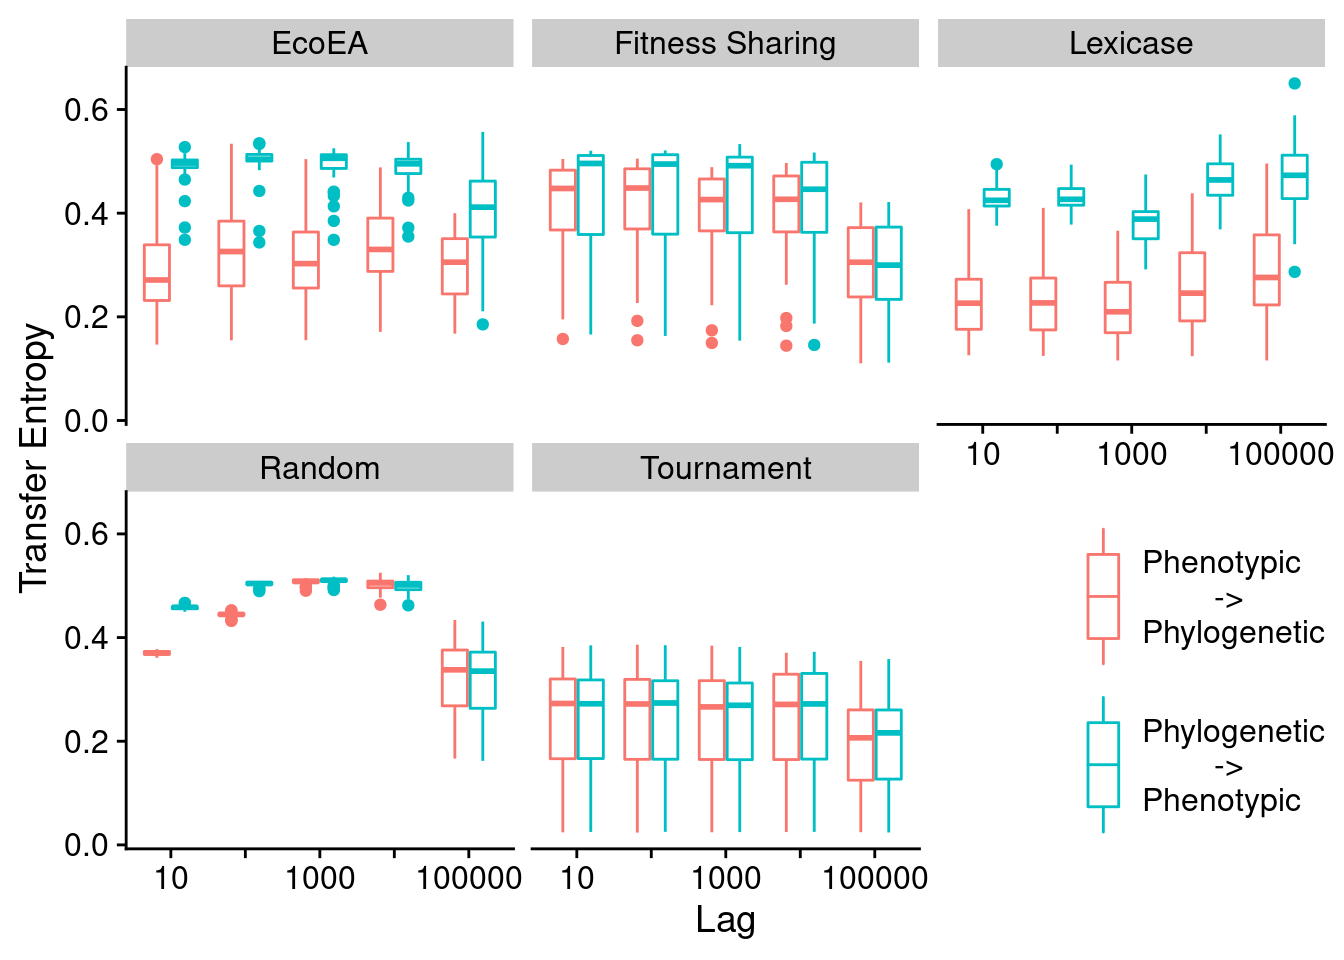 EcoEA
Fitness Sharing
Lexicase
0.6
0.4
0.2
0.0
10
1000
100000
Random
Tournament
0.6
0.4
0.2
0.0
10
1000
100000
10
1000
100000
Transfer Entropy
Lag
Phenotypic
->
Phylogenetic
Phylogenetic
->
Phenotypic